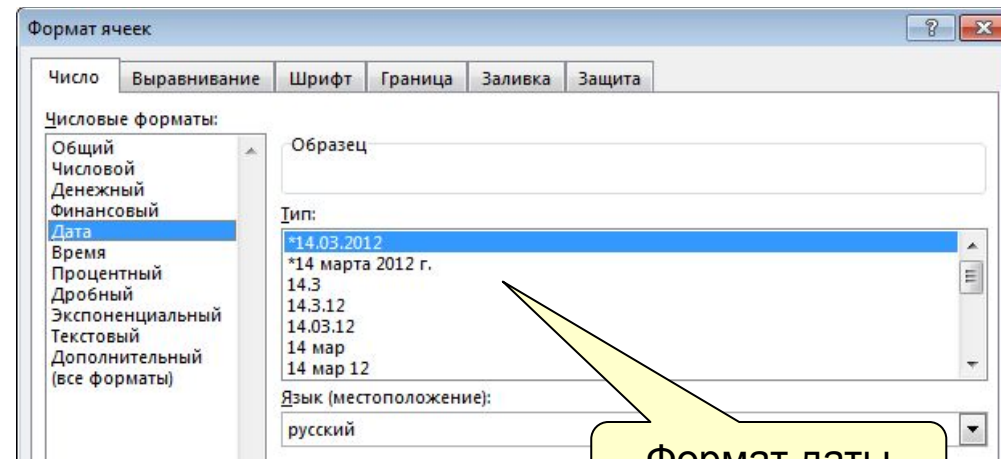 Формат ячеек
Число Выравнивание Шрифт Граница Заливка Защита
Числовые форматы:
Общий
Числовой
Денежный
Финансовый
Дата
Время
Процентный
Дробный
Экспоненциальный
Текстовый
Дополнительный
(все форматы)
Образец
Тип:
*14.03.2012
*14 марта 2012 г.
14.3
14.3.12
14.03.12
14 мар
14 мар 12
Язык (местоположение):
русский
Формат даты